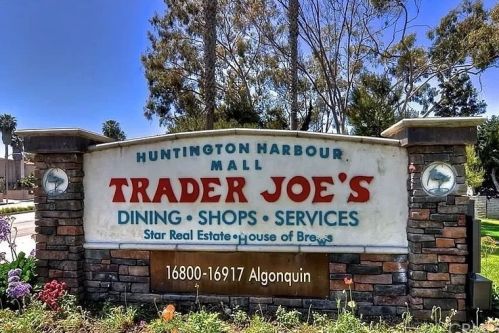 HUNTINGTON HARBOUR
MALL
TRADER JOE'S
DINING • SHOPS • SERVICES
Star Real Estate • House of Brews
16800-16917 Algonquin